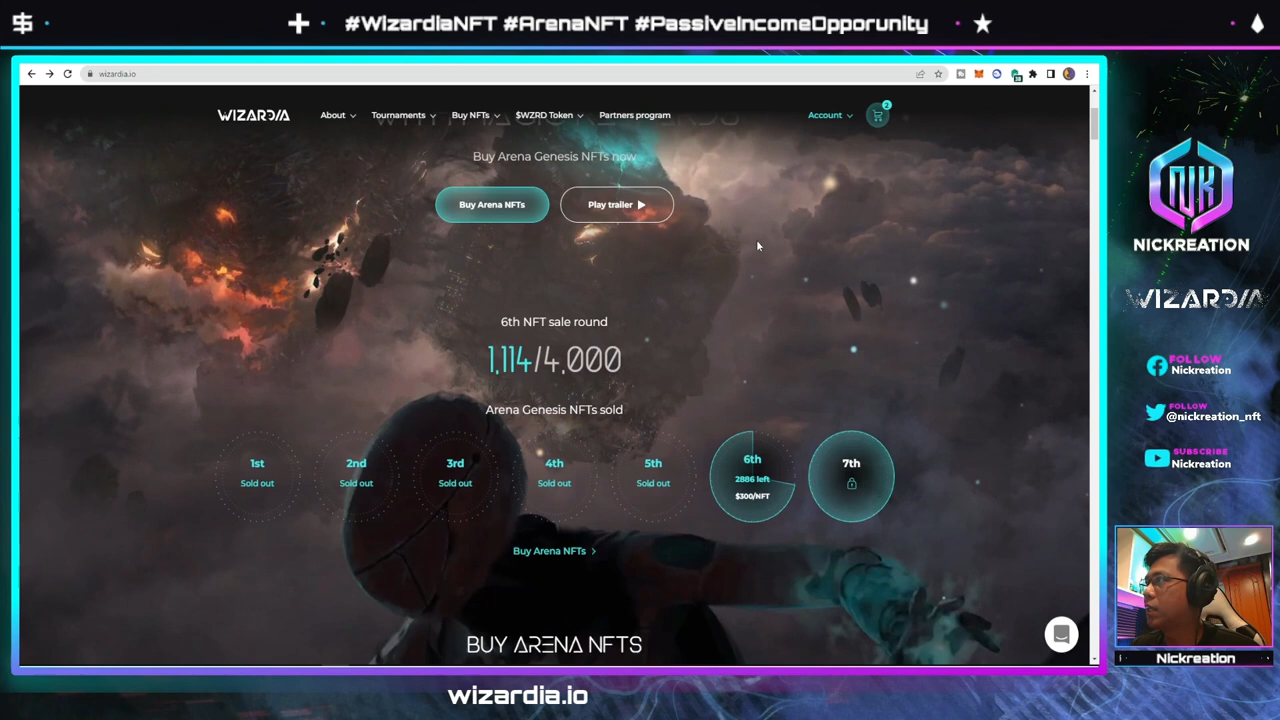 #WizardiaNFT #ArenaNFT #PassiveIncomeOpporunity
wizardia.io
WIZARDIA
About
Tournaments
Buy NFTs
$WZRD Token
Partners program
Account
2
Buy Arena Genesis NFTs now
Buy Arena NFTs
Play trailer
6th NFT sale round
1,114/4,000
Arena Genesis NFTs sold
1st
Sold out
2nd
Sold out
3rd
Sold out
4th
Sold out
5th
Sold out
6th
2886 left
$300/NFT
7th
Buy Arena NFTs >
BUY ARENA NFTS
NIK
NICKREATION
WIZARDIA
FOLLOW
Nickreation
FOLLOW
@nickreation_nft
SUBSCRIBE
Nickreation
Nickreation
wizardia.io